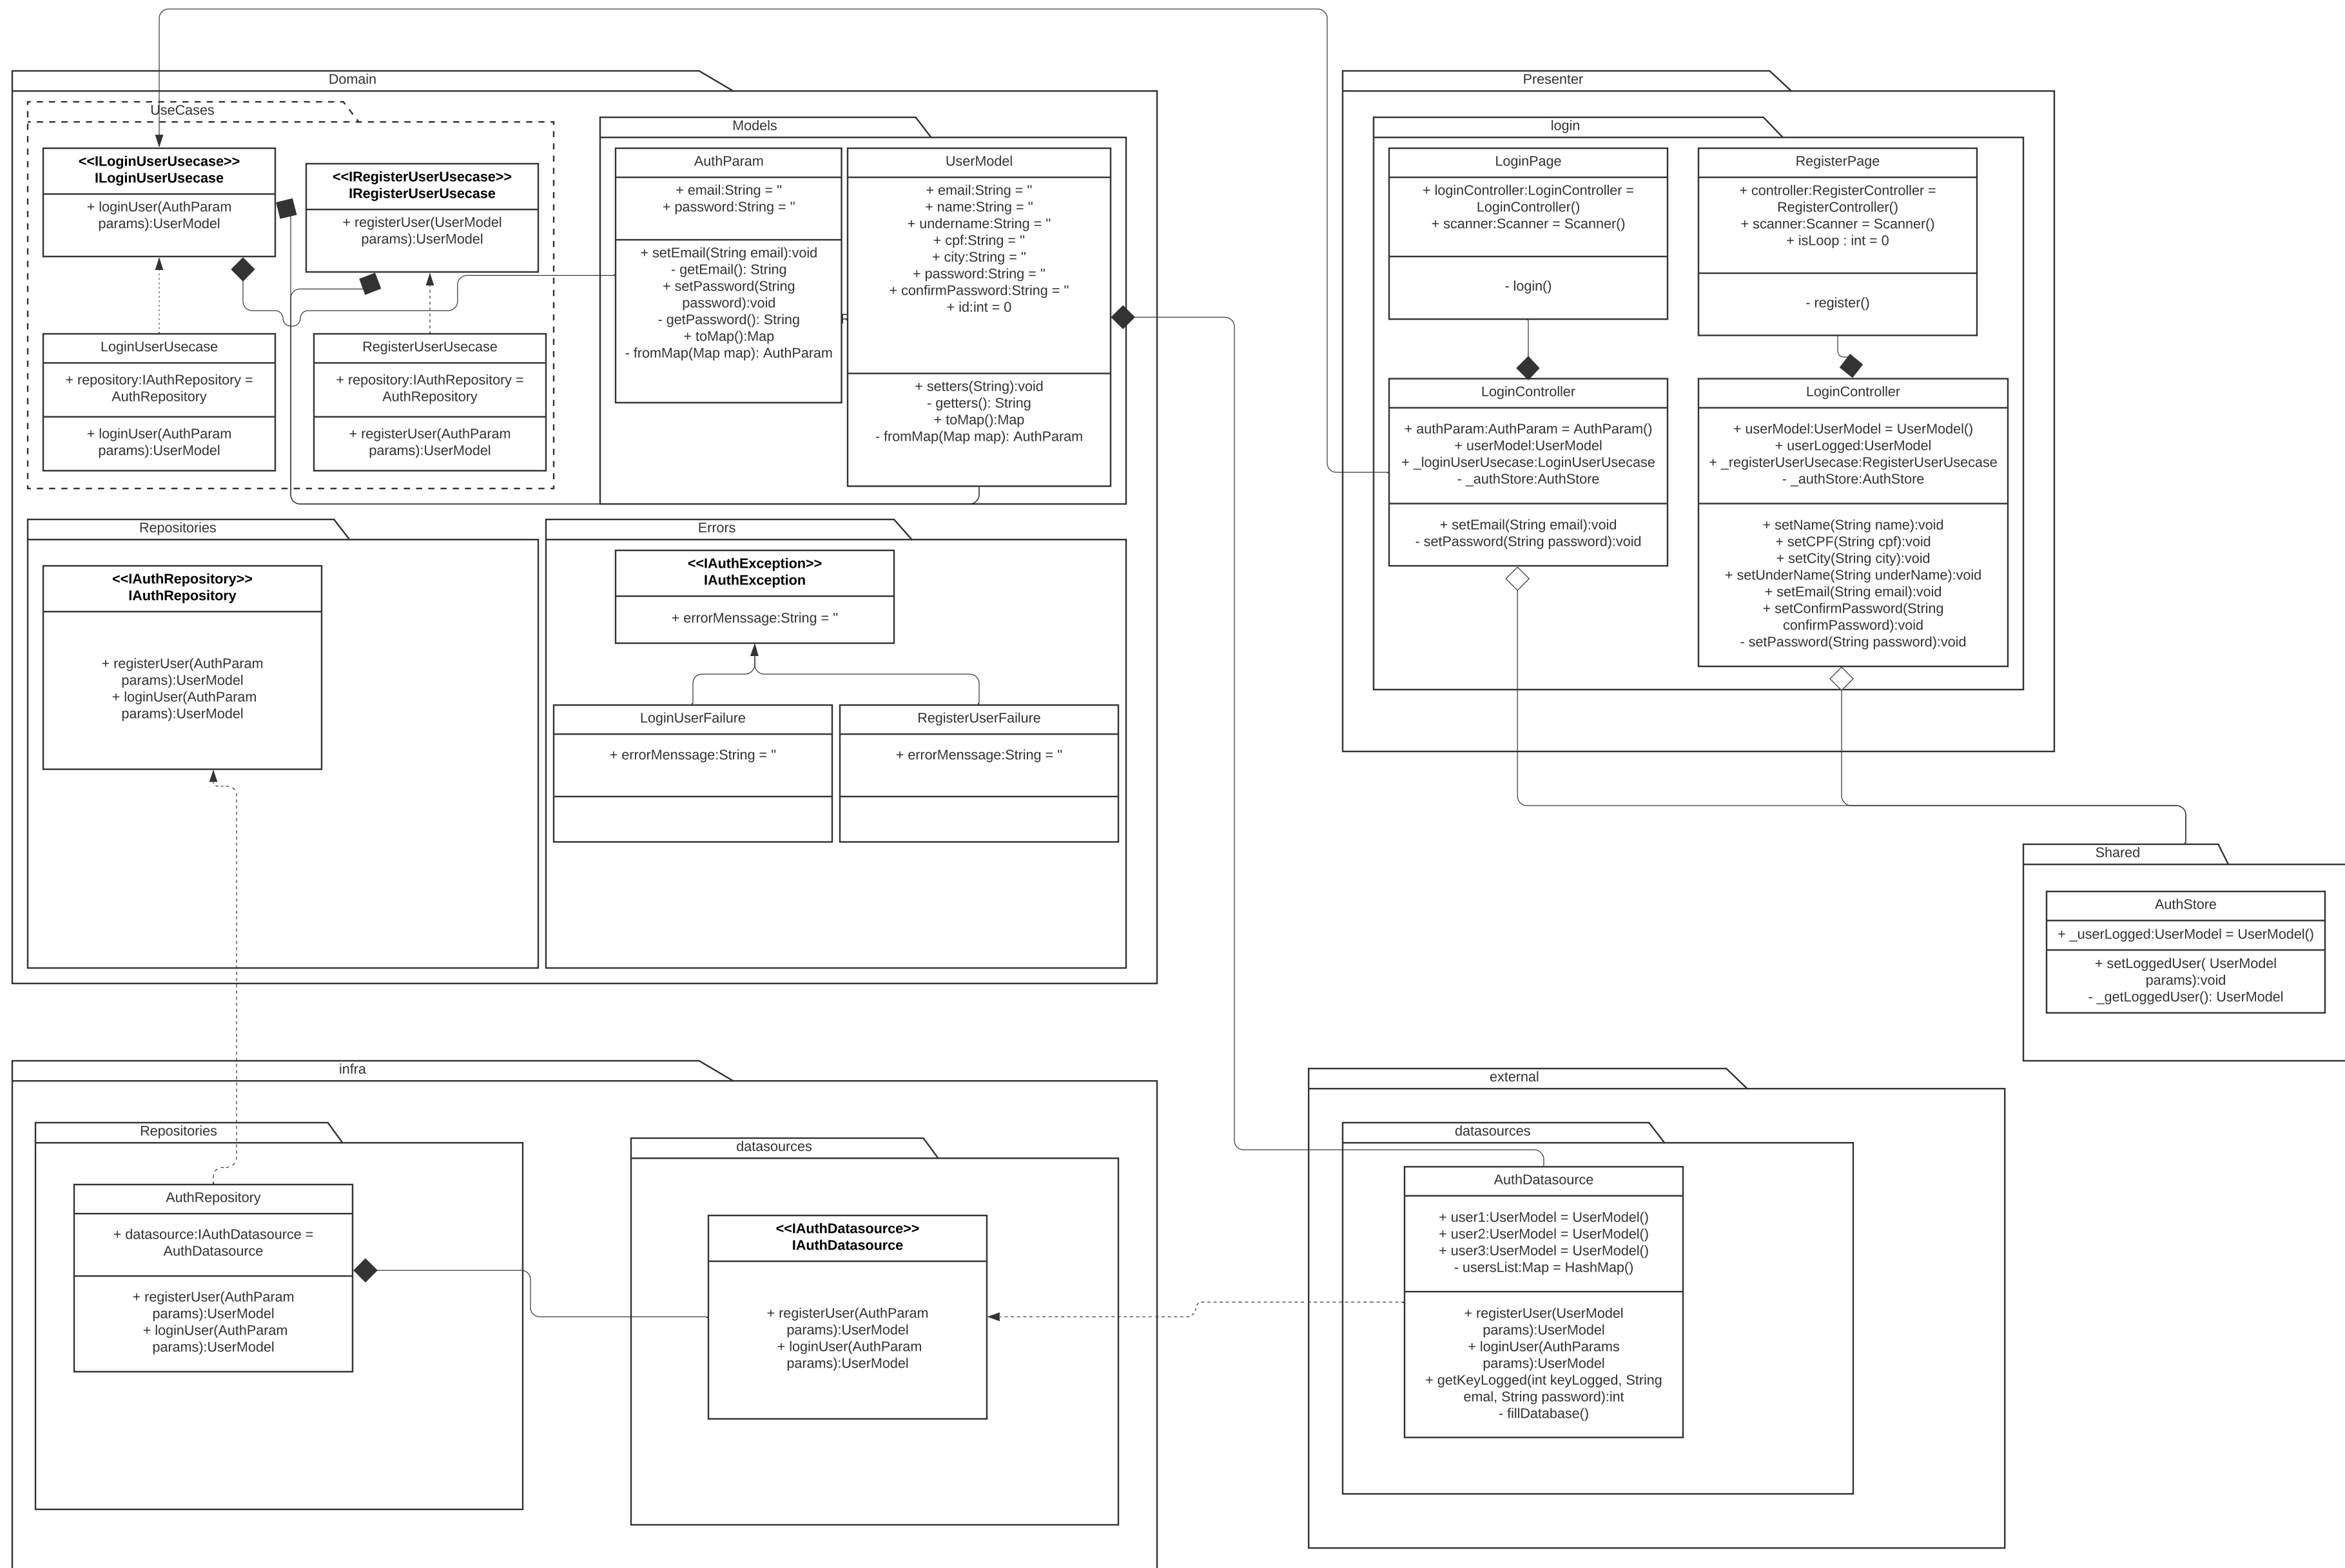 Domain
UseCases
<<ILoginUserUsecase>>
ILoginUserUsecase
+ loginUser(AuthParam
params):UserModel
<<IRegisterUserUsecase>>
IRegisterUserUsecase
+ registerUser(UserModel
params):UserModel
LoginUserUsecase
+ repository:IAuthRepository =
AuthRepository
+ loginUser(AuthParam
params):UserModel
RegisterUserUsecase
+ repository:IAuthRepository =
AuthRepository
+ registerUser(AuthParam
params):UserModel
Models
AuthParam
+ email:String = ''
+ password:String = ''
+ setEmail(String email):void
- getEmail(): String
+ setPassword(String
password):void
- getPassword(): String
+ toMap():Map
- fromMap(Map map): AuthParam
UserModel
+ email:String = ''
+ name:String = ''
+ undername:String = ''
+ cpf:String = ''
+ city:String = ''
+ password:String = ''
+ confirmPassword:String = ''
+ id:int = 0
+ setters(String):void
- getters(): String
+ toMap():Map
- fromMap(Map map): AuthParam
Repositories
<<IAuthRepository>>
IAuthRepository
+ registerUser(AuthParam
params):UserModel
+ loginUser(AuthParam
params):UserModel
Errors
<<IAuthException>>
IAuthException
+ errorMenssage:String = ''
LoginUserFailure
+ errorMenssage:String = ''
RegisterUserFailure
+ errorMenssage:String = ''
Presenter
login
LoginPage
+ loginController:LoginController =
LoginController()
+ scanner:Scanner = Scanner()
- login()
RegisterPage
+ controller:RegisterController =
RegisterController()
+ scanner:Scanner = Scanner()
+ isLoop : int = 0
- register()
LoginController
+ authParam:AuthParam = AuthParam()
+ userModel:UserModel
+ _loginUserUsecase:LoginUserUsecase
- _authStore:AuthStore
+ setEmail(String email):void
- setPassword(String password):void
LoginController
+ userModel:UserModel = UserModel()
+ userLogged:UserModel
+ _registerUserUsecase:RegisterUserUsecase
- _authStore:AuthStore
+ setName(String name):void
+ setCPF(String cpf):void
+ setCity(String city):void
+ setUnderName(String underName):void
+ setEmail(String email):void
+ setConfirmPassword(String
confirmPassword):void
- setPassword(String password):void
Shared
AuthStore
+ _userLogged:UserModel = UserModel()
+ setLoggedUser( UserModel
params):void
- _getLoggedUser(): UserModel
infra
Repositories
AuthRepository
+ datasource:IAuthDatasource =
AuthDatasource
+ registerUser(AuthParam
params):UserModel
+ loginUser(AuthParam
params):UserModel
datasources
<<IAuthDatasource>>
IAuthDatasource
+ registerUser(AuthParam
params):UserModel
+ loginUser(AuthParam
params):UserModel
external
datasources
AuthDatasource
+ user1:UserModel = UserModel()
+ user2:UserModel = UserModel()
+ user3:UserModel = UserModel()
- usersList:Map = HashMap()
+ registerUser(UserModel
params):UserModel
+ loginUser(AuthParams
params):UserModel
+ getKeyLogged(int keyLogged, String
emal, String password):int
- fillDatabase()